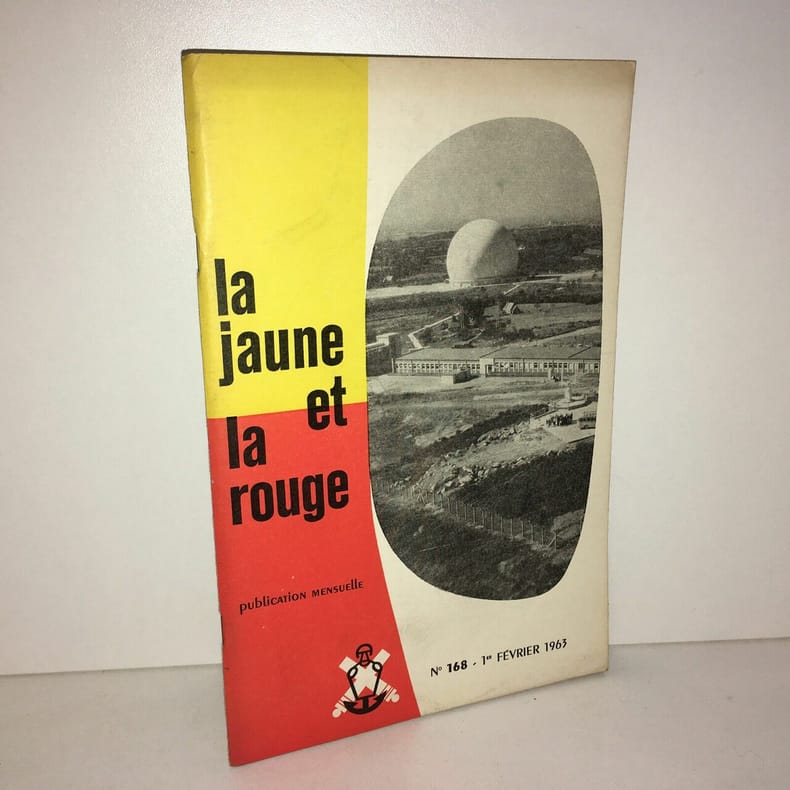 la
jaune
et
la
rouge
publication mensuelle
N° 168 - 1er FÉVRIER 1963